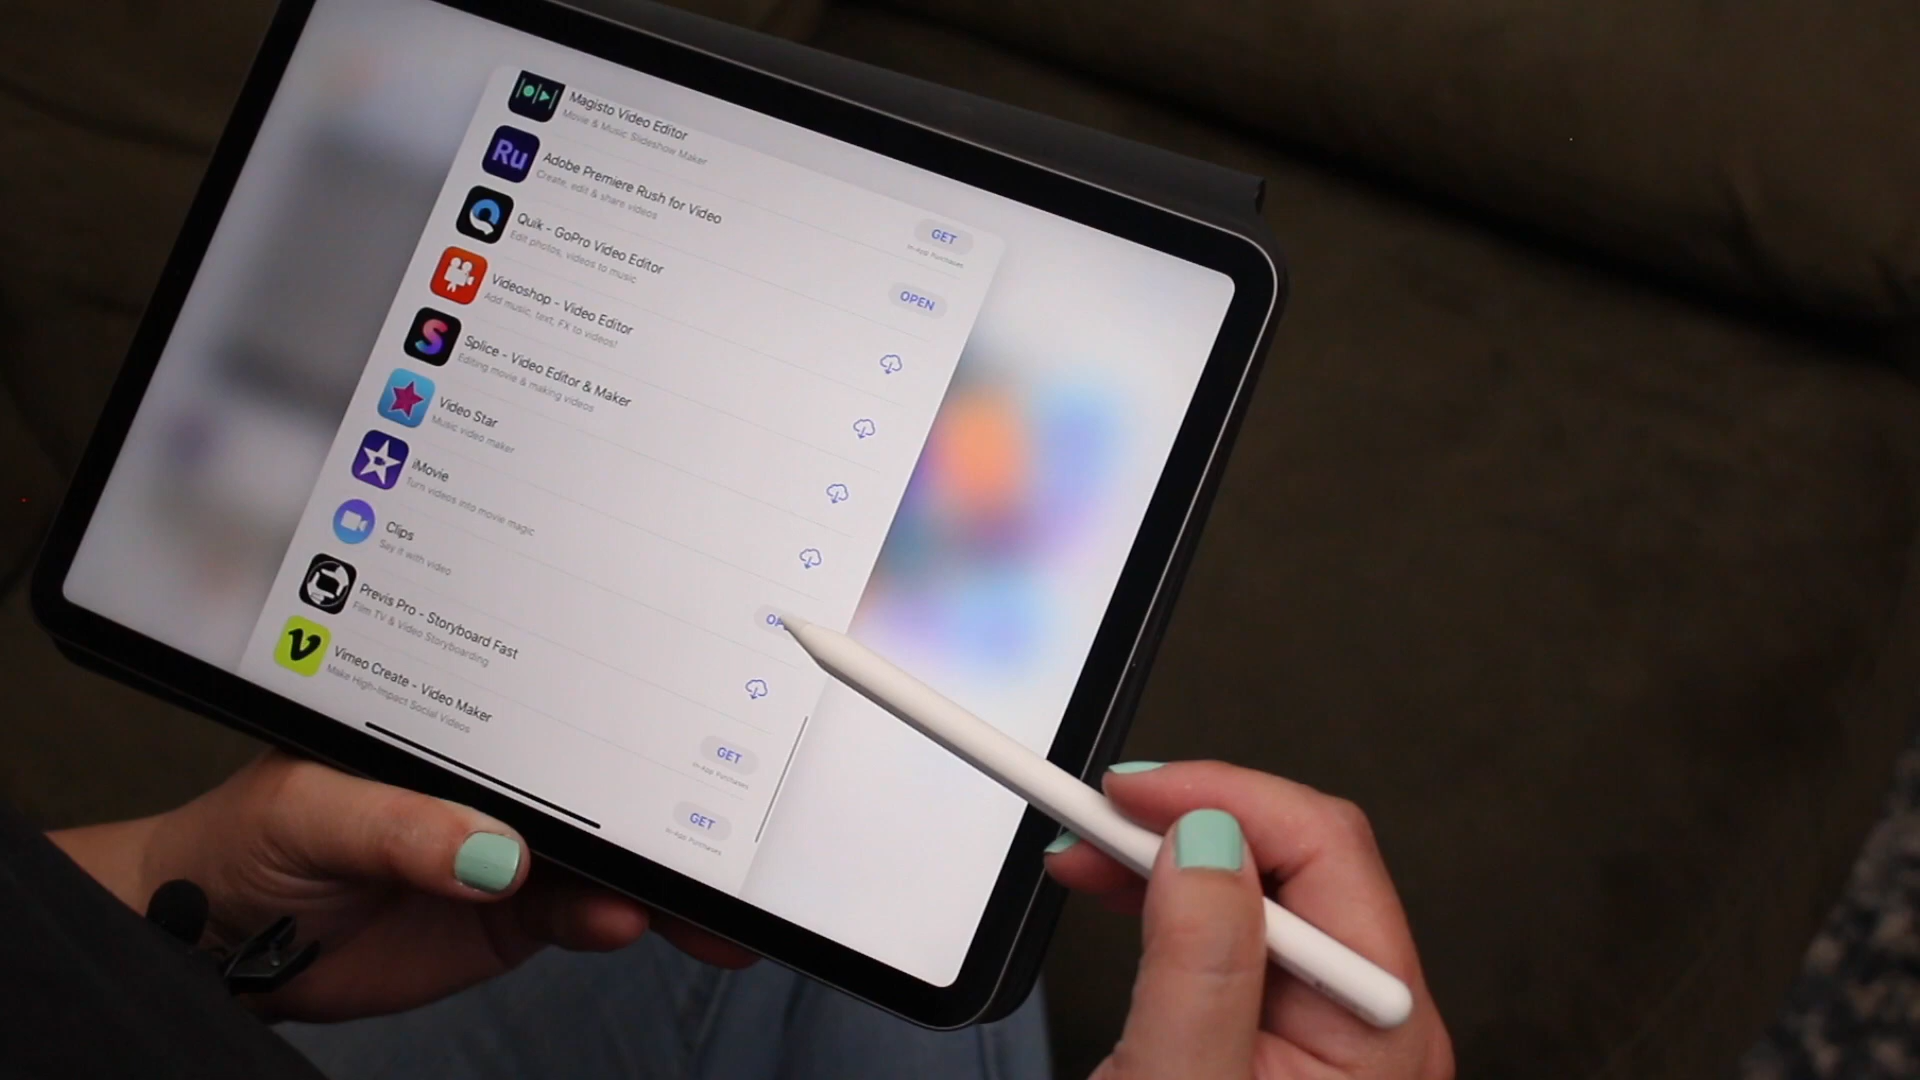 Magisto Video Editor
Movie & Music Slideshow Maker
GET
In-App Purchases
Ru
Adobe Premiere Rush for Video
Create, edit & share videos
OPEN
Quik - GoPro Video Editor
Edit photos, videos to music
Videoshop - Video Editor
Add music, text, FX to videos!
S
Splice - Video Editor & Maker
Editing movie & making videos
Video Star
Music video maker
iMovie
Turn videos into movie magic
OP
Clips
Say it with video
Previs Pro - Storyboard Fast
Film TV & Video Storyboarding
GET
In-App Purchases
V
Vimeo Create - Video Maker
Make High-Impact Social Videos
GET
In-App Purchases